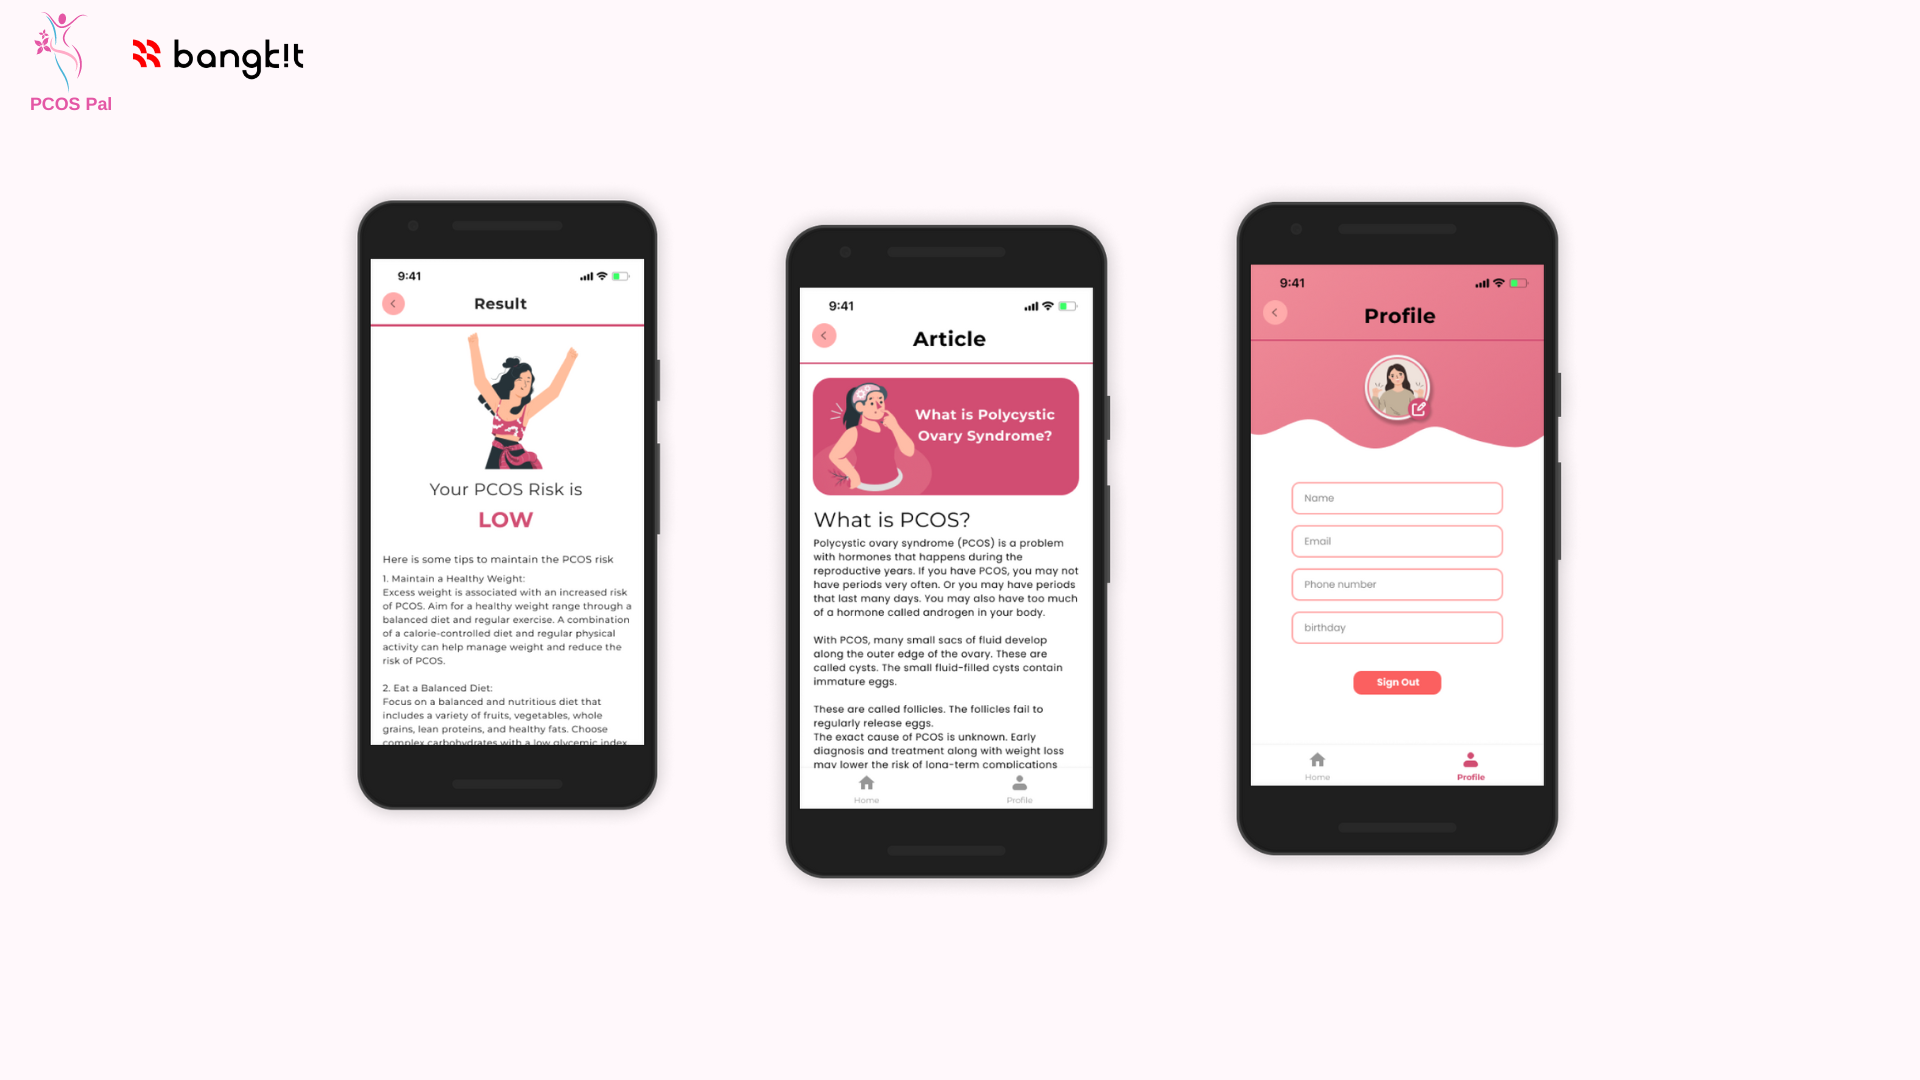 PCOS Pal
bangk!t
9:41
Result
Your PCOS Risk is
LOW
Here is some tips to maintain the PCOS risk
1. Maintain a Healthy Weight:
Excess weight is associated with an increased risk
of PCOS. Aim for a healthy weight range through a
balanced diet and regular exercise. A combination
of a calorie-controlled diet and regular physical
activity can help manage weight and reduce the
risk of PCOS.
2. Eat a Balanced Diet:
Focus on a balanced and nutritious diet that
includes a variety of fruits, vegetables, whole
grains, lean proteins, and healthy fats. Choose
complex carbohydrates with a low glycemic index
9:41
Article
What is Polycystic
Ovary Syndrome?
What is PCOS?
Polycystic ovary syndrome (PCOS) is a problem
with hormones that happens during the
reproductive years. If you have PCOS, you may not
have periods very often. Or you may have periods
that last many days. You may also have too much
of a hormone called androgen in your body.
With PCOS, many small sacs of fluid develop
along the outer edge of the ovary. These are
called cysts. The small fluid-filled cysts contain
immature eggs.
These are called follicles. The follicles fail to
regularly release eggs.
The exact cause of PCOS is unknown. Early
diagnosis and treatment along with weight loss
may lower the risk of long-term complications
Home
Profile
9:41
Profile
Name
Email
Phone number
birthday
Sign Out
Home
Profile